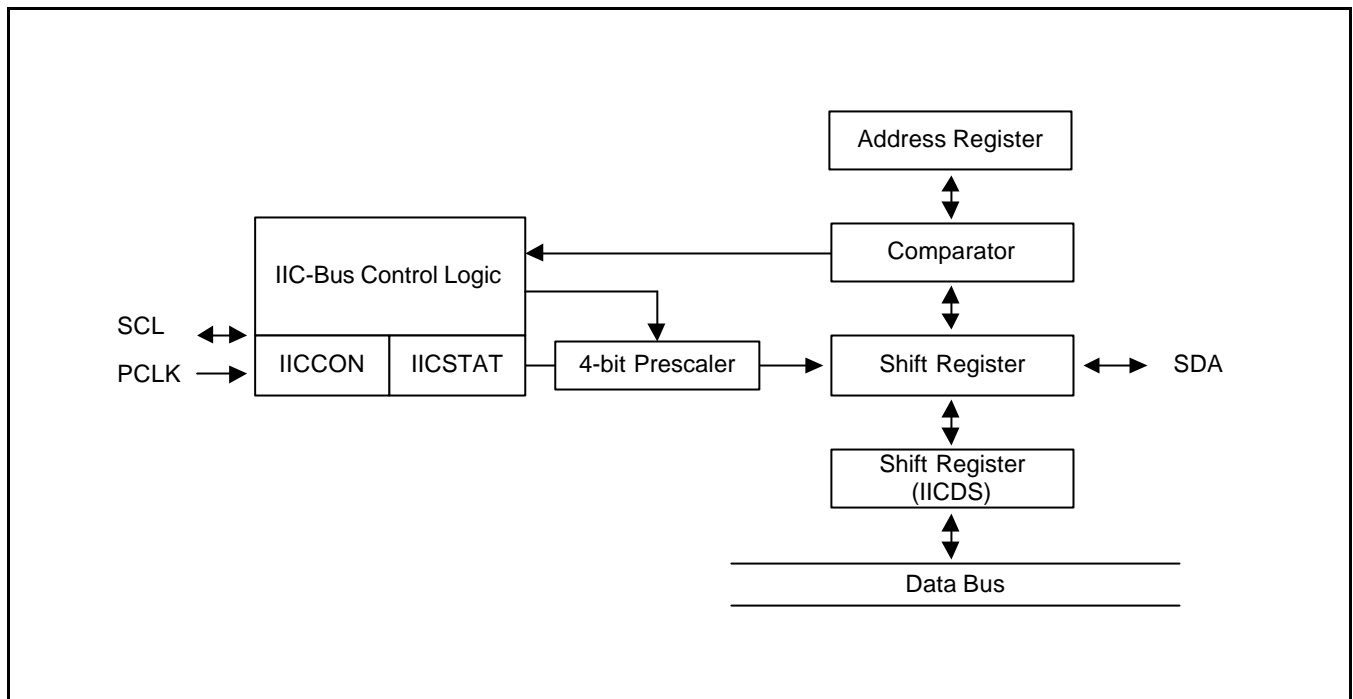 Address Register
Comparator
IIC-Bus Control Logic
SCL
PCLK
IICCON
IICSTAT
4-bit Prescaler
Shift Register
SDA
Shift Register
(IICDS)
Data Bus